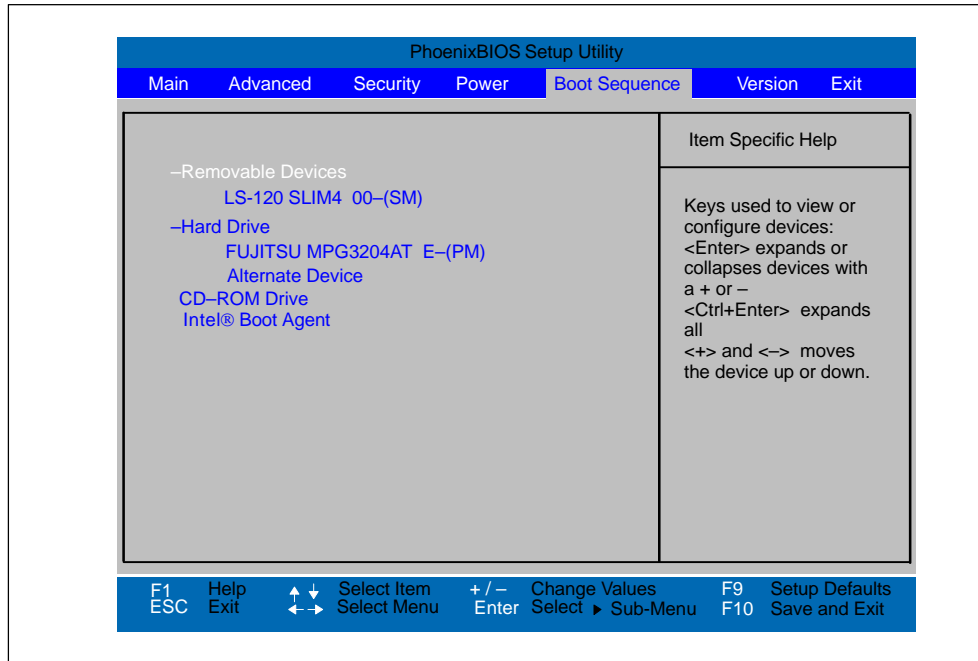 PhoenixBIOS Setup Utility
Main Advanced Security Power Boot Sequence Version Exit
–Removable Devices
LS-120 SLIM4 00–(SM)
–Hard Drive
FUJITSU MPG3204AT E–(PM)
Alternate Device
CD–ROM Drive
Intel® Boot Agent
Item Specific Help
Keys used to view or
configure devices:
<Enter> expands or
collapses devices with
a + or –
<Ctrl+Enter> expands
all
<+> and <–> moves
the device up or down.
F1 Help Select Item + / – Change Values F9 Setup Defaults
ESC Exit Select Menu Enter Select Sub-Menu F10 Save and Exit